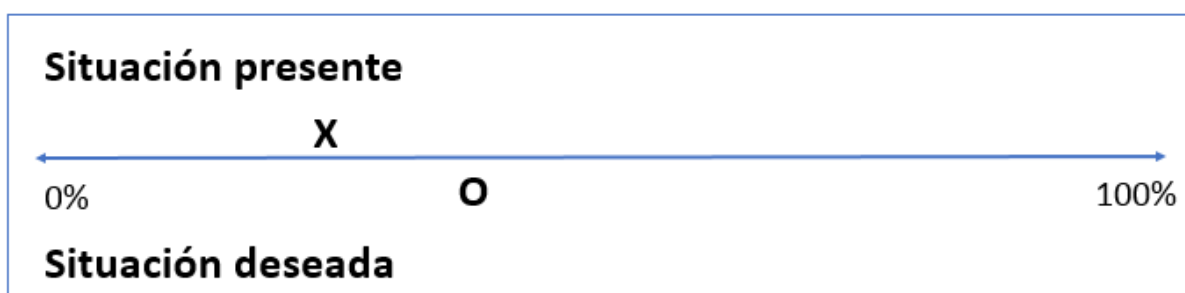 Situación presente
X
0% O 100%
Situación deseada